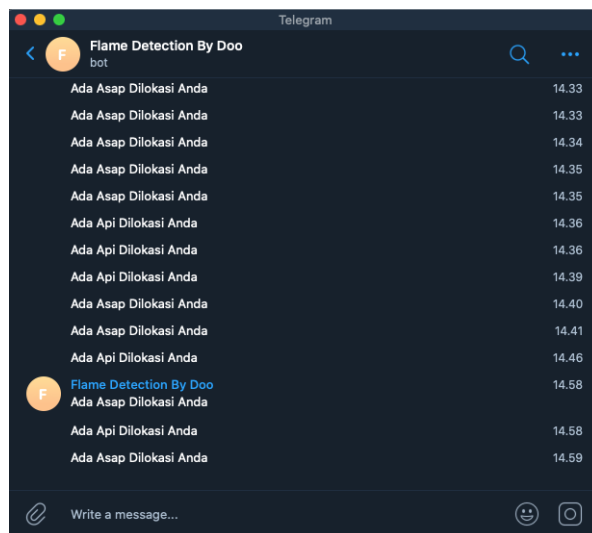 Telegram
F
Flame Detection By Doo
bot
Ada Asap Dilokasi Anda 14.33
Ada Asap Dilokasi Anda 14.33
Ada Asap Dilokasi Anda 14.34
Ada Asap Dilokasi Anda 14.35
Ada Asap Dilokasi Anda 14.35
Ada Api Dilokasi Anda 14.36
Ada Api Dilokasi Anda 14.36
Ada Api Dilokasi Anda 14.39
Ada Asap Dilokasi Anda 14.40
Ada Asap Dilokasi Anda 14.41
Ada Api Dilokasi Anda 14.46
F
Flame Detection By Doo 14.58
Ada Asap Dilokasi Anda
Ada Api Dilokasi Anda 14.58
Ada Asap Dilokasi Anda 14.59
Write a message...